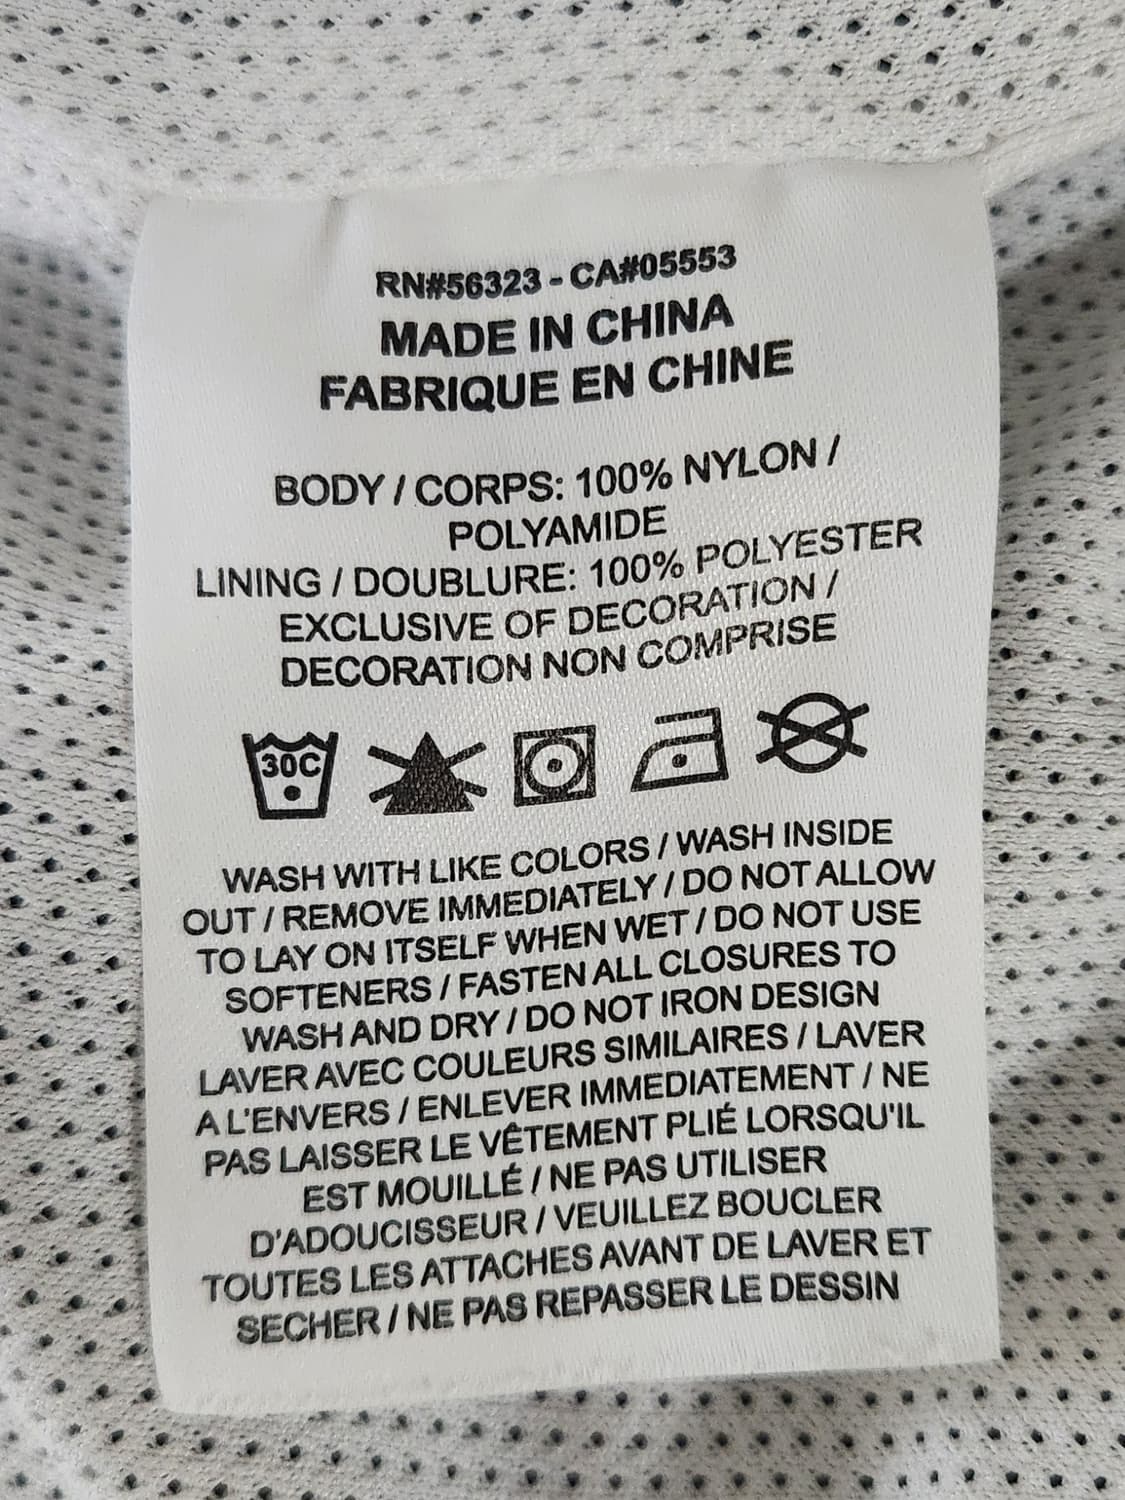 RN#56323 - CA#05553
MADE IN CHINA
FABRIQUE EN CHINE
BODY / CORPS: 100% NYLON /
POLYAMIDE
LINING / DOUBLURE: 100% POLYESTER
EXCLUSIVE OF DECORATION /
DECORATION NON COMPRISE
30C
WASH WITH LIKE COLORS / WASH INSIDE
OUT / REMOVE IMMEDIATELY / DO NOT ALLOW
TO LAY ON ITSELF WHEN WET / DO NOT USE
SOFTENERS / FASTEN ALL CLOSURES TO
WASH AND DRY / DO NOT IRON DESIGN
LAVER AVEC COULEURS SIMILAIRES / LAVER
A L'ENVERS / ENLEVER IMMEDIATEMENT / NE
PAS LAISSER LE VÊTEMENT PLIÉ LORSQU'IL
EST MOUILLÉ / NE PAS UTILISER
D'ADOUCISSEUR / VEUILLEZ BOUCLER
TOUTES LES ATTACHES AVANT DE LAVER ET
SECHER / NE PAS REPASSER LE DESSIN